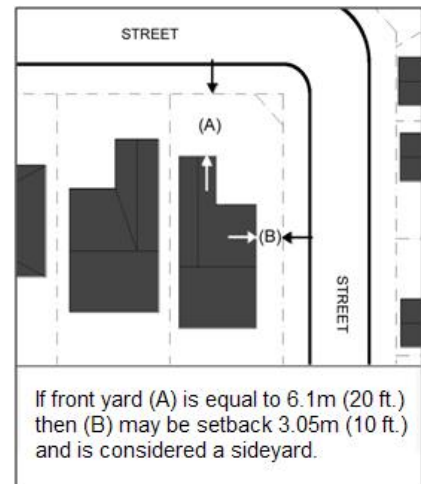 STREET
(A)
(B)
STREET
If front yard (A) is equal to 6.1m (20 ft.)
then (B) may be setback 3.05m (10 ft.)
and is considered a sideyard.